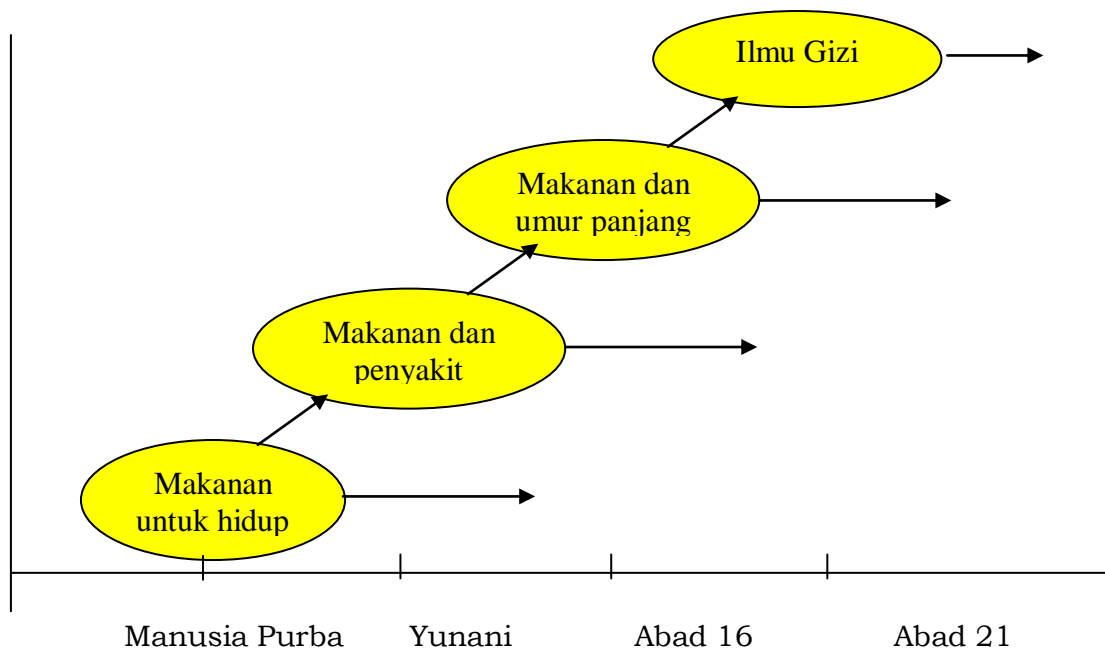 Ilmu Gizi
Makanan dan
umur panjang
Makanan dan
penyakit
Makanan
untuk hidup
Manusia Purba Yunani Abad 16 Abad 21